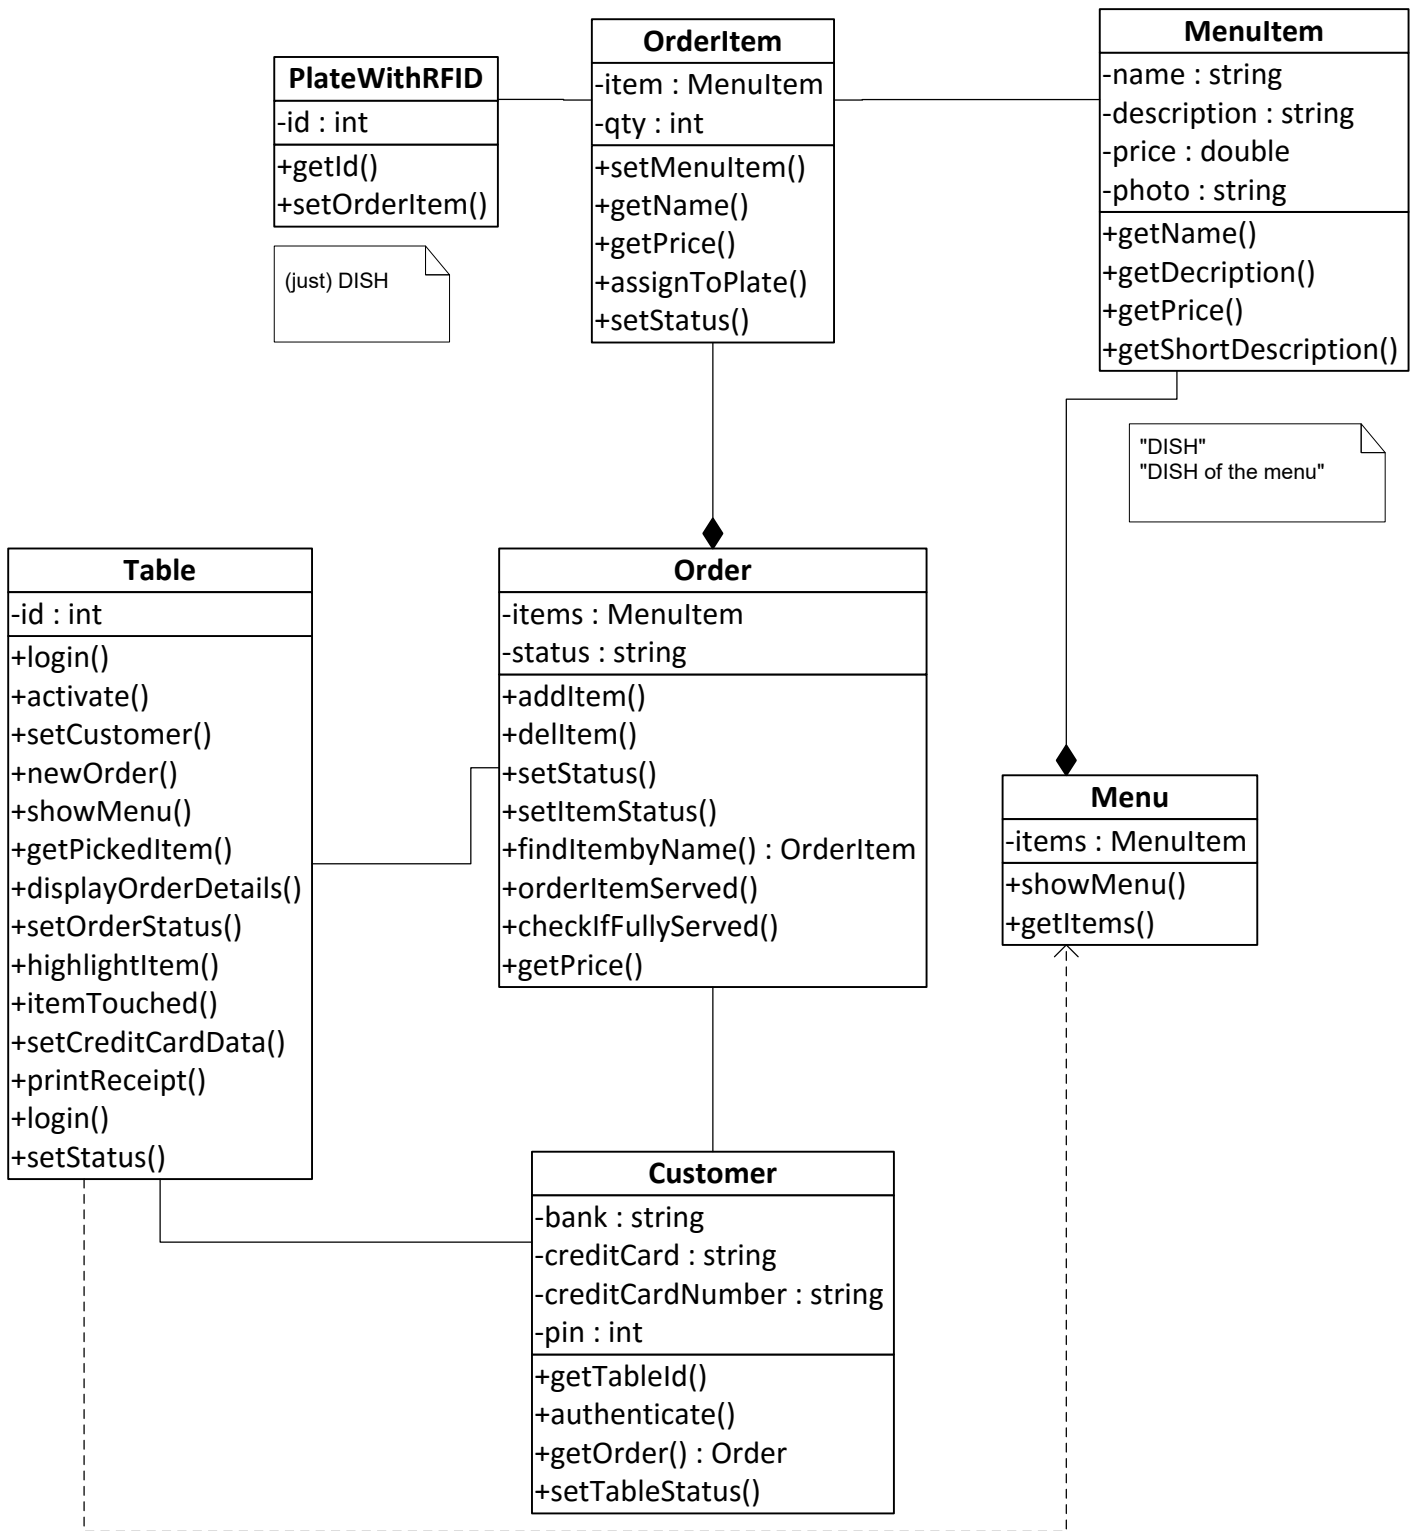 PlateWithRFID
-id : int
+getId()
+setOrderItem()
(just) DISH
OrderItem
-item : MenuItem
-qty : int
+setMenuItem()
+getName()
+getPrice()
+assignToPlate()
+setStatus()
MenuItem
-name : string
-description : string
-price : double
-photo : string
+getName()
+getDecription()
+getPrice()
+getShortDescription()
"DISH"
"DISH of the menu"
Table
-id : int
+login()
+activate()
+setCustomer()
+newOrder()
+showMenu()
+getPickedItem()
+displayOrderDetails()
+setOrderStatus()
+highlightItem()
+itemTouched()
+setCreditCardData()
+printReceipt()
+login()
+setStatus()
Order
-items : MenuItem
-status : string
+addItem()
+delItem()
+setStatus()
+setItemStatus()
+findItembyName() : OrderItem
+orderItemServed()
+checkIfFullyServed()
+getPrice()
Menu
-items : MenuItem
+showMenu()
+getItems()
Customer
-bank : string
-creditCard : string
-creditCardNumber : string
-pin : int
+getTableId()
+authenticate()
+getOrder() : Order
+setTableStatus()